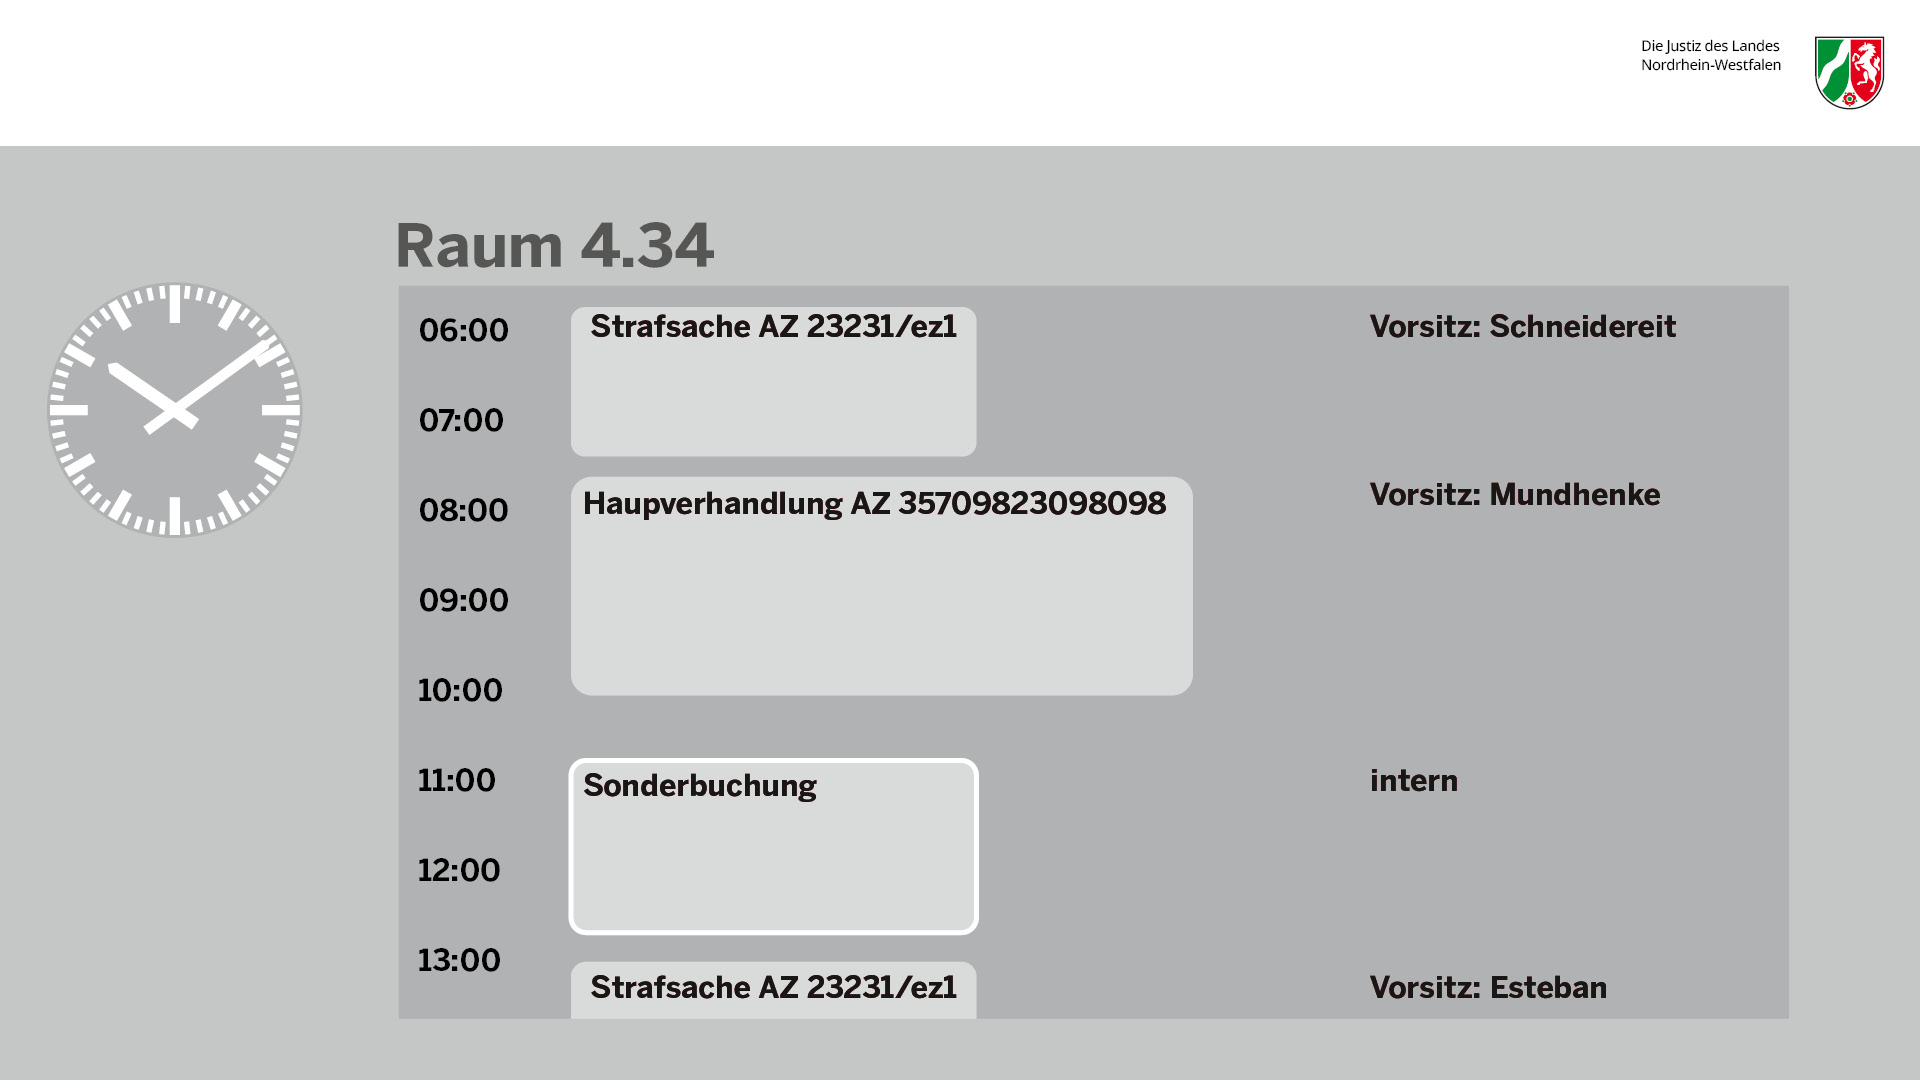 Die Justiz des Landes
Nordrhein-Westfalen
Raum 4.34
06:00 Strafsache AZ 23231/ez1 Vorsitz: Schneidereit
07:00
08:00 Haupverhandlung AZ 35709823098098 Vorsitz: Mundhenke
09:00
10:00
11:00 Sonderbuchung intern
12:00
13:00
Strafsache AZ 23231/ez1 Vorsitz: Esteban